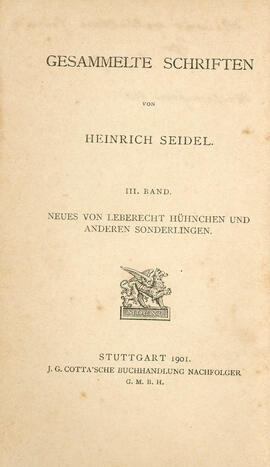 GESAMMELTE SCHRIFTEN
VON
HEINRICH SEIDEL.
III. BAND.
NEUES VON LEBERECHT HÜHNCHEN UND
ANDEREN SONDERLINGEN.
STUTTGART 1901.
J. G. COTTA'SCHE BUCHHANDLUNG NACHFOLGER
G. M. B. H.